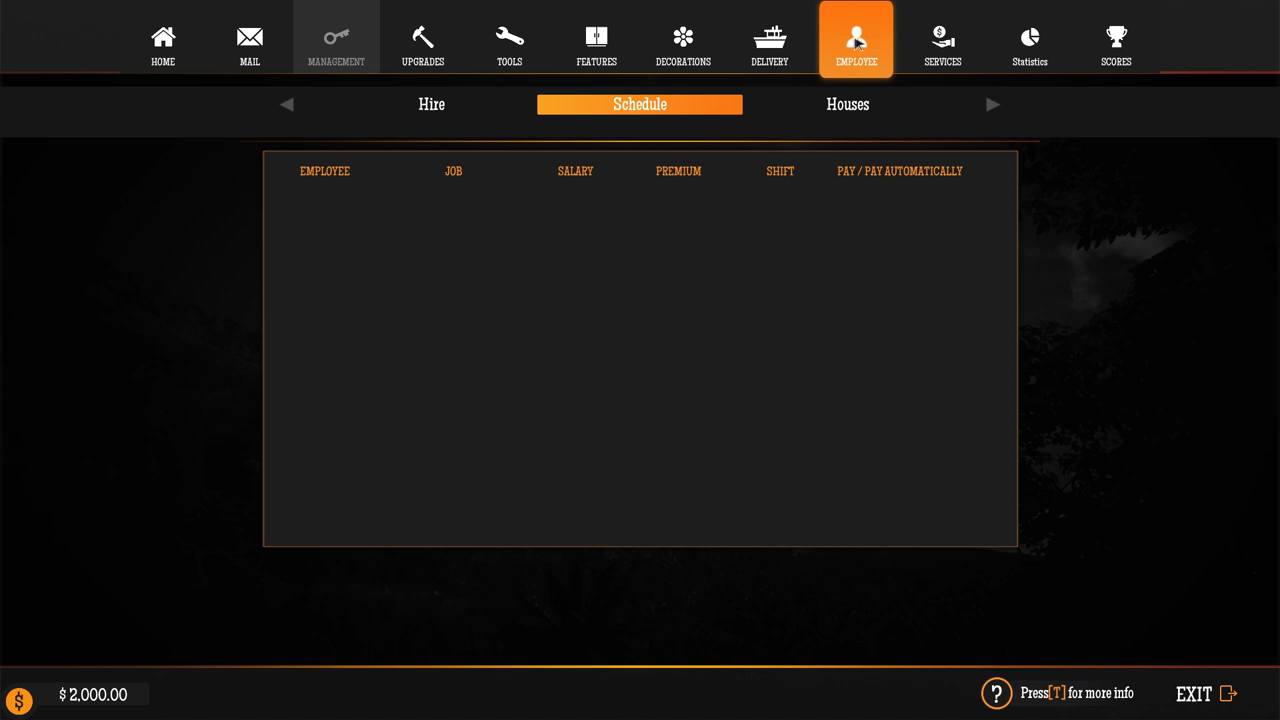 HOME MAIL MANAGEMENT UPGRADES TOOLS FEATURES DECORATIONS DELIVERY EMPLOYEE SERVICES Statistics SCORES
Hire Schedule Houses
EMPLOYEE JOB SALARY PREMIUM SHIFT PAY / PAY AUTOMATICALLY
$ $ 2,000.00 ? Press[T] for more info EXIT